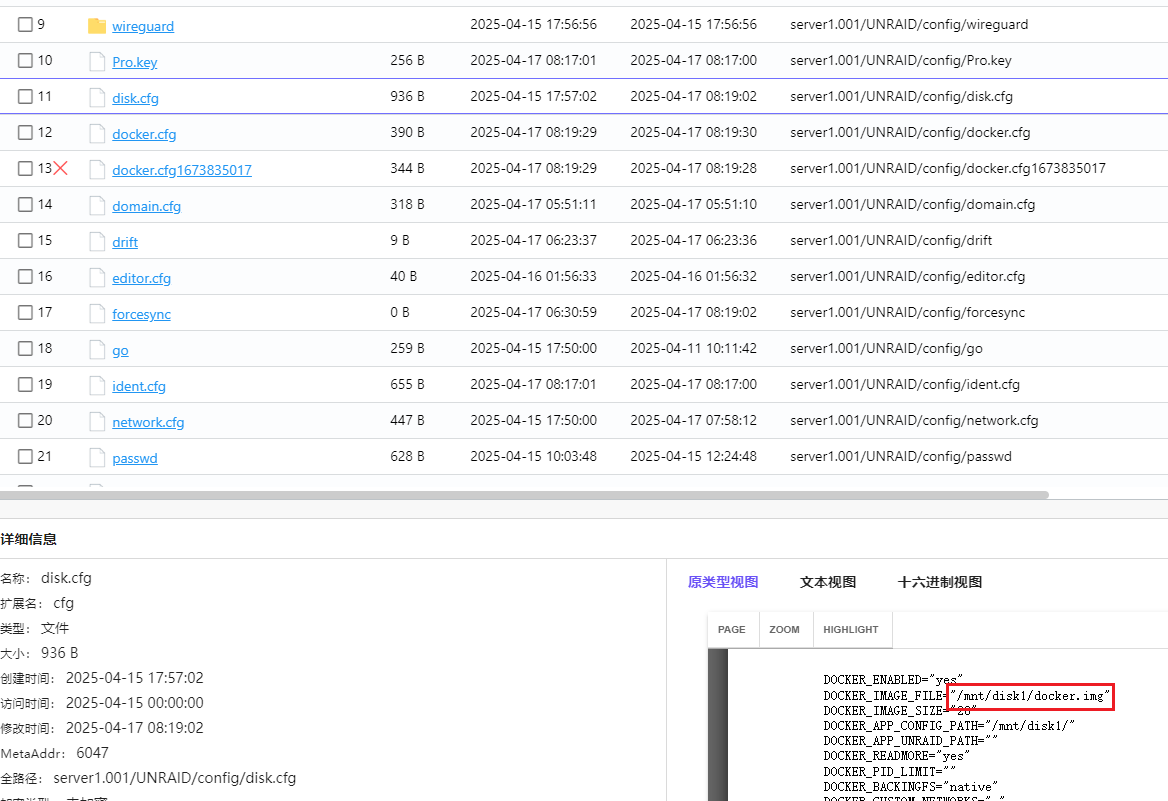 9 wireguard 2025-04-15 17:56:56 2025-04-15 17:56:56 server1.001/UNRAID/config/wireguard
10 Pro.key 256 B 2025-04-17 08:17:01 2025-04-17 08:17:00 server1.001/UNRAID/config/Pro.key
11 disk.cfg 936 B 2025-04-15 17:57:02 2025-04-17 08:19:02 server1.001/UNRAID/config/disk.cfg
12 docker.cfg 390 B 2025-04-17 08:19:29 2025-04-17 08:19:30 server1.001/UNRAID/config/docker.cfg
13 docker.cfg1673835017 344 B 2025-04-17 08:19:29 2025-04-17 08:19:28 server1.001/UNRAID/config/docker.cfg1673835017
14 domain.cfg 318 B 2025-04-17 05:51:11 2025-04-17 05:51:10 server1.001/UNRAID/config/domain.cfg
15 drift 9 B 2025-04-17 06:23:37 2025-04-17 06:23:36 server1.001/UNRAID/config/drift
16 editor.cfg 40 B 2025-04-16 01:56:33 2025-04-16 01:56:32 server1.001/UNRAID/config/editor.cfg
17 forcesync 0 B 2025-04-17 06:30:59 2025-04-17 08:19:02 server1.001/UNRAID/config/forcesync
18 go 259 B 2025-04-15 17:50:00 2025-04-11 10:11:42 server1.001/UNRAID/config/go
19 ident.cfg 655 B 2025-04-17 08:17:01 2025-04-17 08:17:00 server1.001/UNRAID/config/ident.cfg
20 network.cfg 447 B 2025-04-15 17:50:00 2025-04-17 07:58:12 server1.001/UNRAID/config/network.cfg
21 passwd 628 B 2025-04-15 10:03:48 2025-04-15 12:24:48 server1.001/UNRAID/config/passwd
详细信息
名称: disk.cfg
扩展名: cfg
类型: 文件
大小: 936 B
创建时间: 2025-04-15 17:57:02
访问时间: 2025-04-15 00:00:00
修改时间: 2025-04-17 08:19:02
MetaAddr: 6047
全路径: server1.001/UNRAID/config/disk.cfg
原类型视图 文本视图 十六进制视图
PAGE ZOOM HIGHLIGHT
DOCKER_ENABLED="yes"
DOCKER_IMAGE_FILE="/mnt/disk1/docker.img"
DOCKER_IMAGE_SIZE="20"
DOCKER_APP_CONFIG_PATH="/mnt/disk1/"
DOCKER_APP_UNRAID_PATH=""
DOCKER_READMORE="yes"
DOCKER_PID_LIMIT=""
DOCKER_BACKINGFS="native"